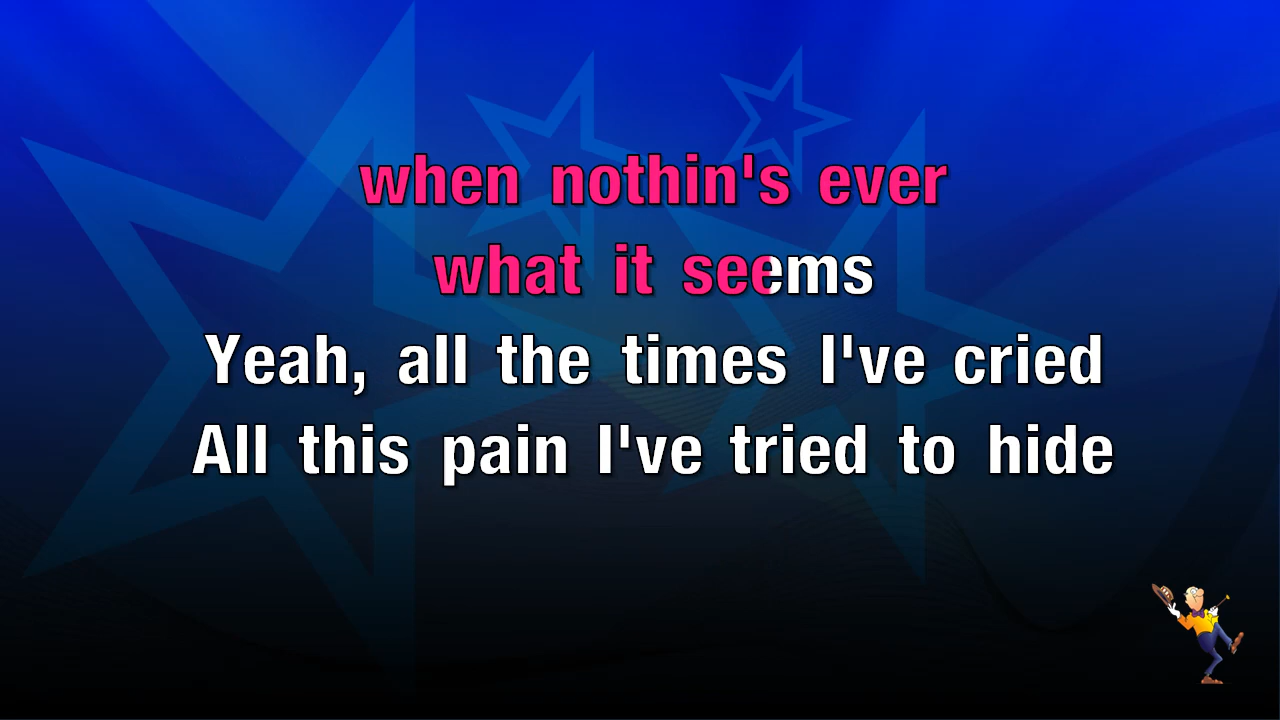 when nothin's ever
what it seems
Yeah, all the times I've cried
All this pain I've tried to hide